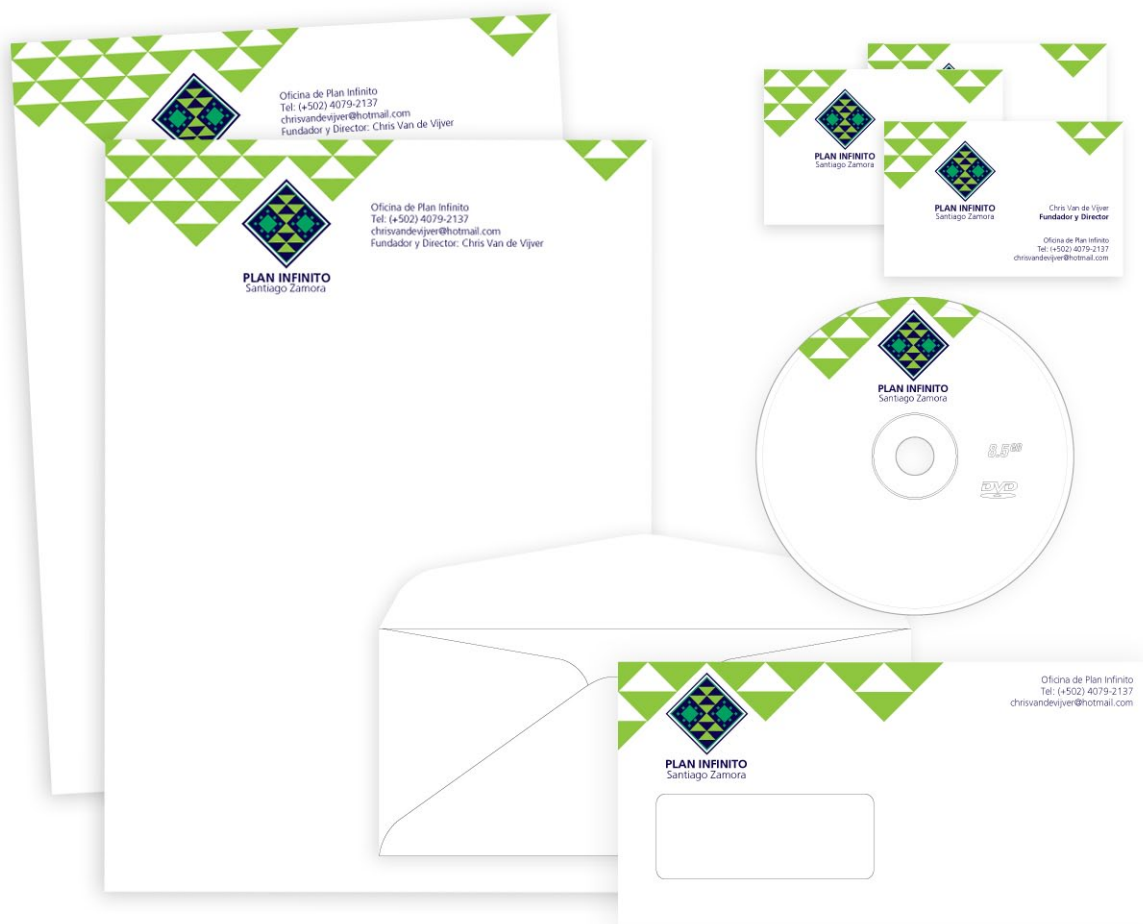 Oficina de Plan Infinito
Tel: (+502) 4079-2137
chrisvandevijver@hotmail.com
Fundador y Director: Chris Van de Vijver
Oficina de Plan Infinito
Tel: (+502) 4079-2137
chrisvandevijver@hotmail.com
Fundador y Director: Chris Van de Vijver
PLAN INFINITO
Santiago Zamora
PLAN INFINITO
Santiago Zamora
PLAN INFINITO
Santiago Zamora
Chris Van de Vijver
Fundador y Director
Oficina de Plan Infinito
Tel: (+502) 4079-2137
chrisvandevijver@hotmail.com
PLAN INFINITO
Santiago Zamora
8.5 GB
DVD
Oficina de Plan Infinito
Tel: (+502) 4079-2137
chrisvandevijver@hotmail.com
PLAN INFINITO
Santiago Zamora